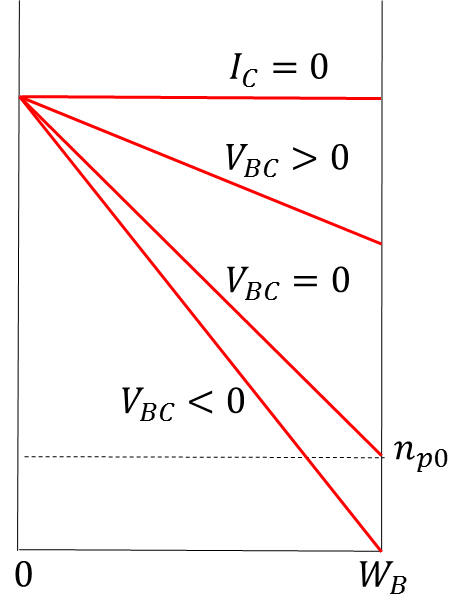 I_C = 0
V_BC > 0
V_BC = 0
V_BC < 0
n_p0
0
W_B